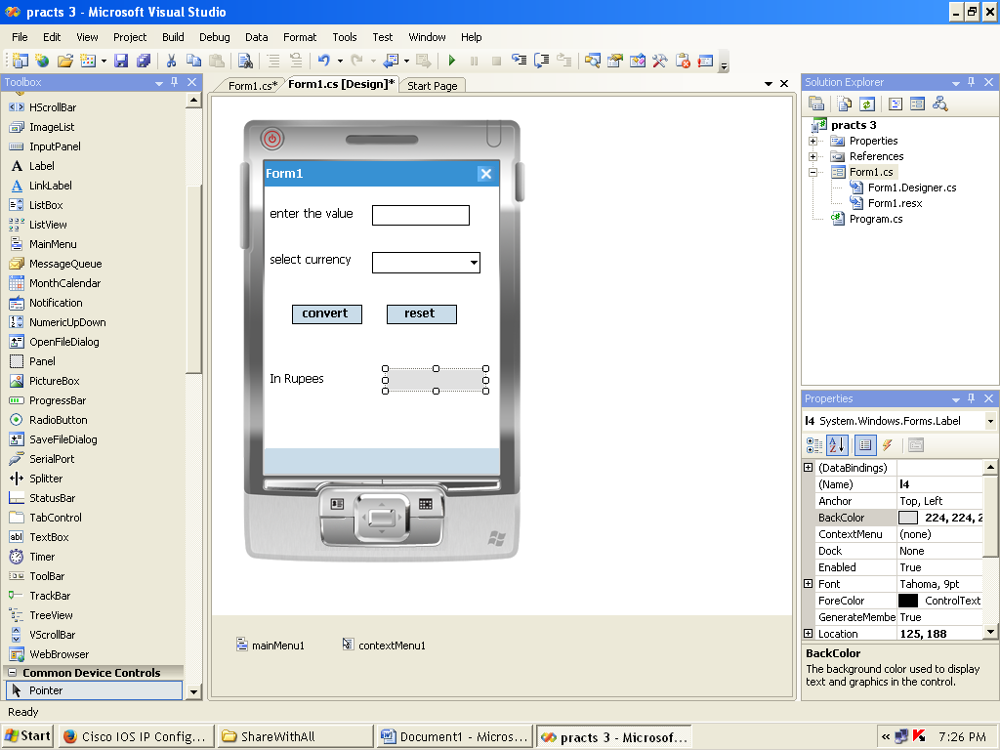 practs 3 - Microsoft Visual Studio
File Edit View Project Build Debug Data Format Tools Test Window Help
Toolbox
HScrollBar
ImageList
InputPanel
Label
LinkLabel
ListBox
ListView
MainMenu
MessageQueue
MonthCalendar
Notification
NumericUpDown
OpenFileDialog
Panel
PictureBox
ProgressBar
RadioButton
SaveFileDialog
SerialPort
Splitter
StatusBar
TabControl
TextBox
Timer
ToolBar
TrackBar
TreeView
VScrollBar
WebBrowser
Common Device Controls
Pointer
Form1.cs* Form1.cs [Design]* Start Page
Form1
enter the value
select currency
convert reset
In Rupees
mainMenu1 contextMenu1
Solution Explorer
practs 3
Properties
References
Form1.cs
Form1.Designer.cs
Form1.resx
Program.cs
Properties
l4 System.Windows.Forms.Label
(DataBindings)
(Name) l4
Anchor Top, Left
BackColor 224, 224, 2
ContextMenu (none)
Dock None
Enabled True
Font Tahoma, 9pt
ForeColor ControlText
GenerateMembe True
Location 125, 188
BackColor
The background color used to display
text and graphics in the control.
Ready
Start Cisco IOS IP Config... ShareWithAll Document1 - Micros... practs 3 - Microsof... « 7:26 PM